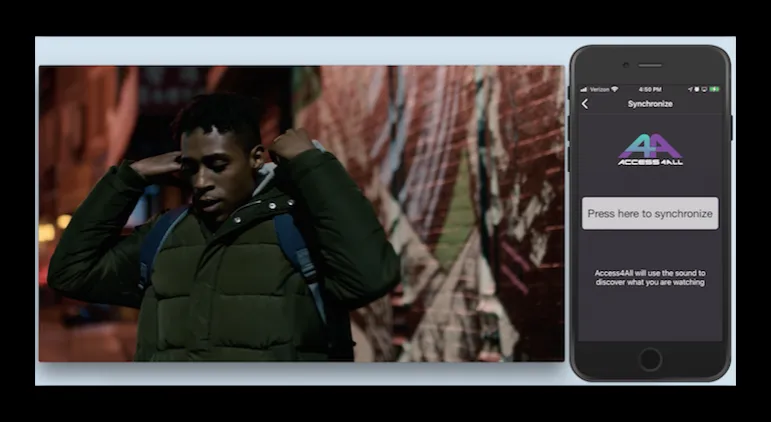 Verizon 4:50 PM
Synchronize
ACCESS 4ALL
Press here to synchronize
Access4All will use the sound to
discover what you are watching